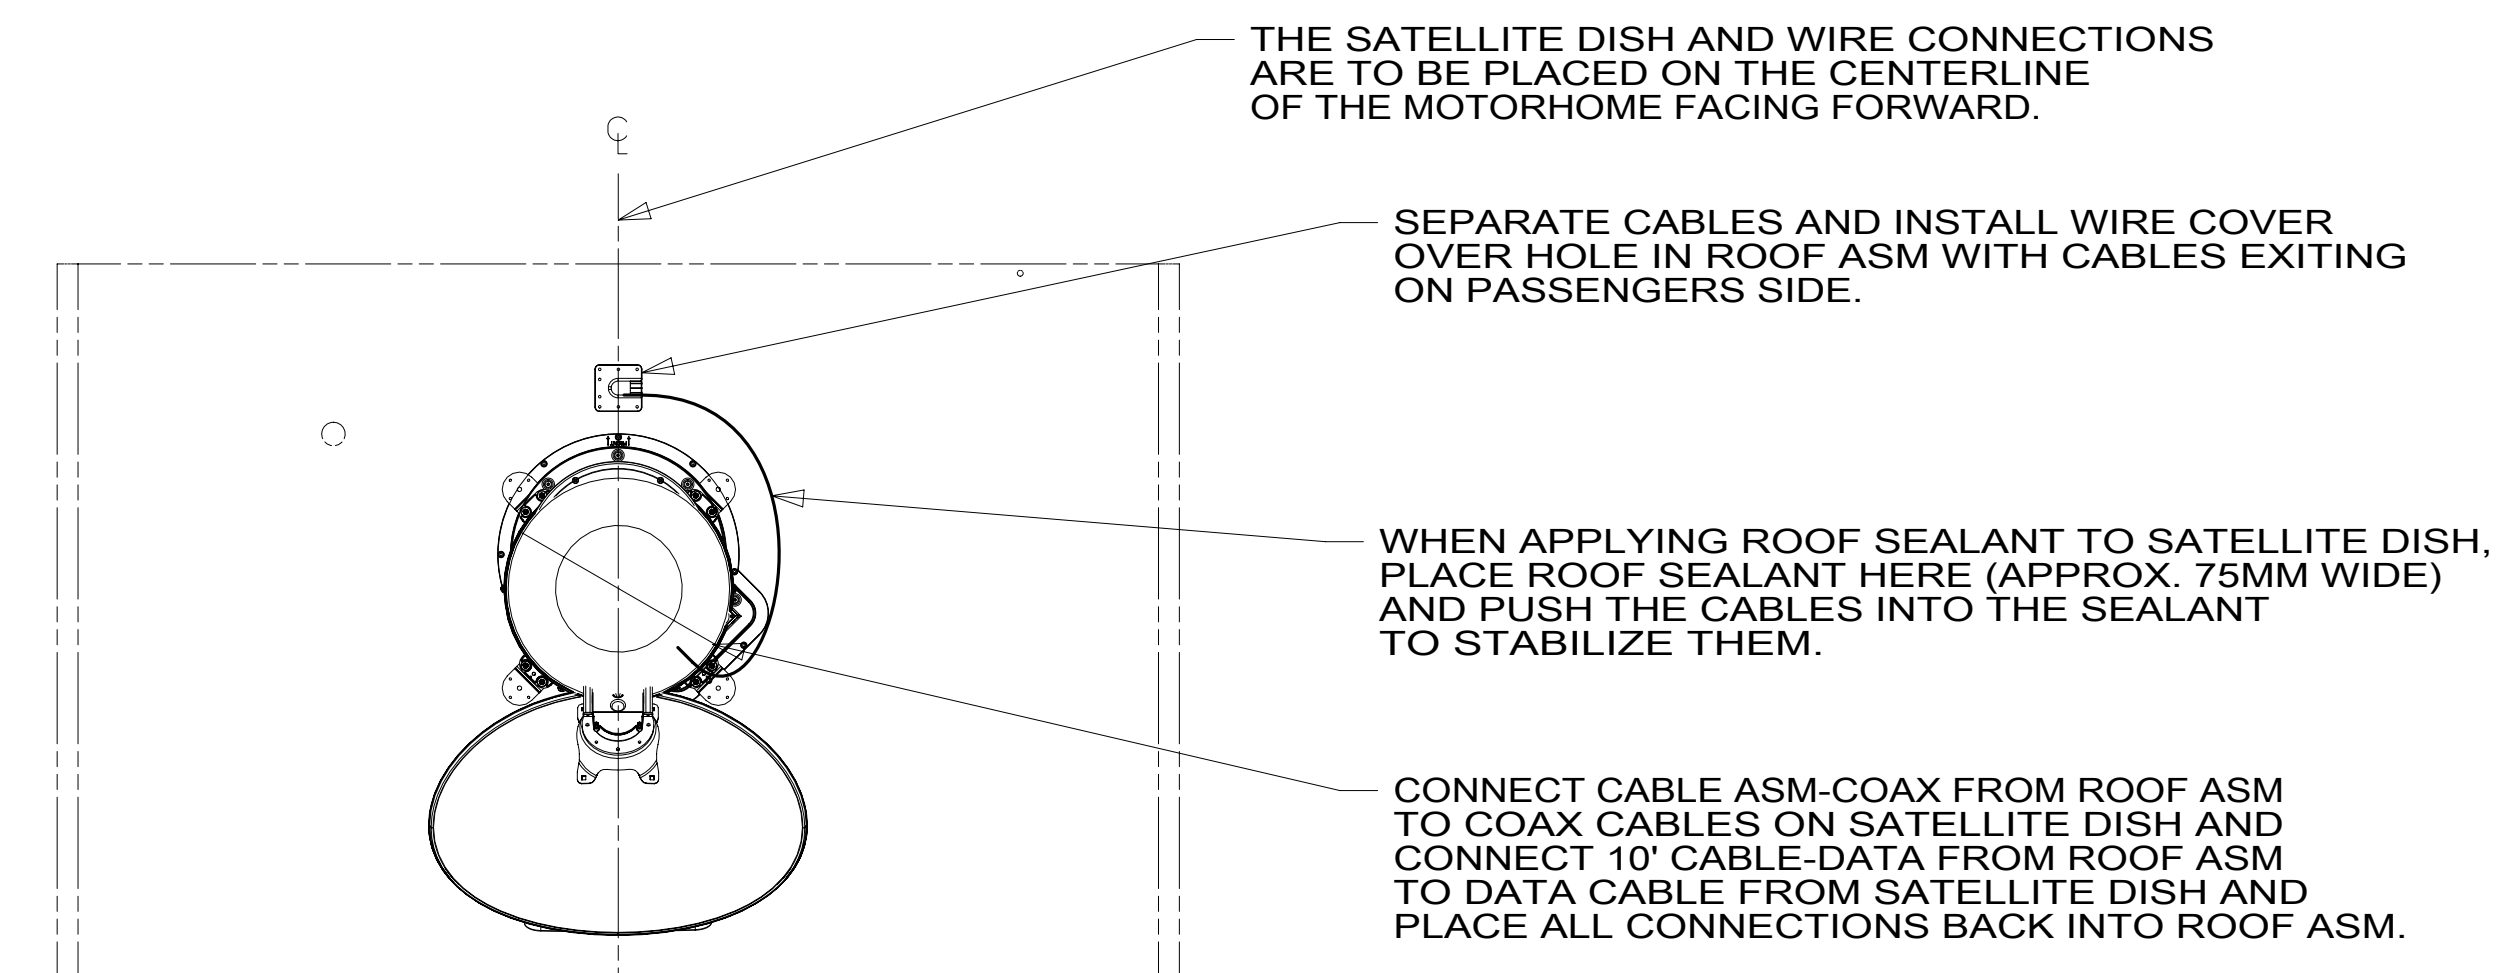 THE SATELLITE DISH AND WIRE CONNECTIONS
ARE TO BE PLACED ON THE CENTERLINE
OF THE MOTORHOME FACING FORWARD.
CL
SEPARATE CABLES AND INSTALL WIRE COVER
OVER HOLE IN ROOF ASM WITH CABLES EXITING
ON PASSENGERS SIDE.
WHEN APPLYING ROOF SEALANT TO SATELLITE DISH,
PLACE ROOF SEALANT HERE (APPROX. 75MM WIDE)
AND PUSH THE CABLES INTO THE SEALANT
TO STABILIZE THEM.
CONNECT CABLE ASM-COAX FROM ROOF ASM
TO COAX CABLES ON SATELLITE DISH AND
CONNECT 10' CABLE-DATA FROM ROOF ASM
TO DATA CABLE FROM SATELLITE DISH AND
PLACE ALL CONNECTIONS BACK INTO ROOF ASM.